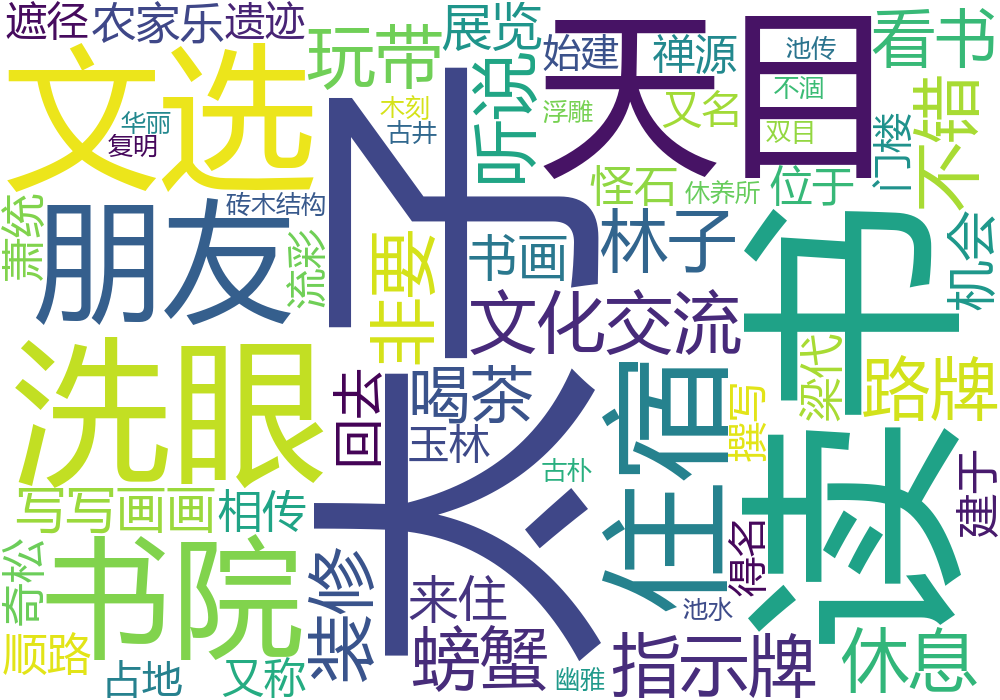 遮径
农家乐
遗迹
玩带
展览
始建
禅源
池传
看书
文选
太子
听说
天目
不涸
不错
华丽
复明
木刻
古井
浮雕
又名
双目
门楼
砖木结构
怪石
休养所
位于
萧统
朋友
流彩
非要
书画
林子
读书
机会
文化交流
洗眼
回去
喝茶
玉林
住宿
梁代
撰写
路牌
古朴
写写画画
相传
建于
奇松
书院
装修
来住
得名
池水
螃蟹
顺路
占地
又称
幽雅
指示牌
休息